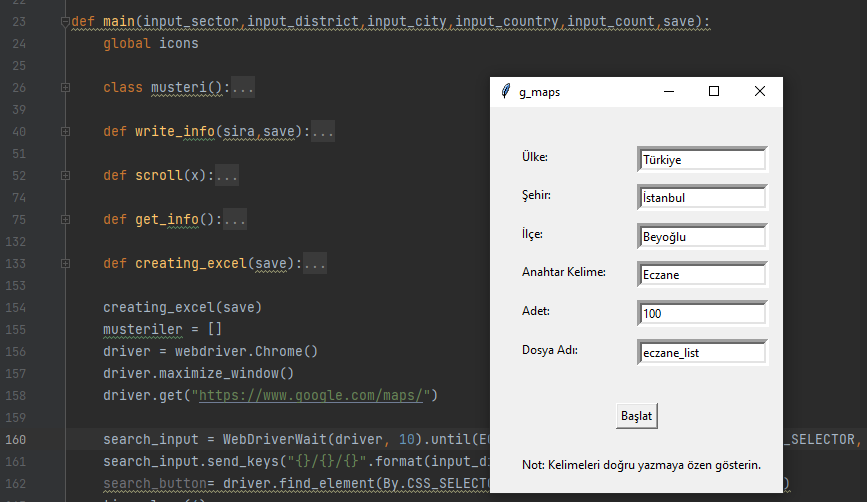 22
23 def main(input_sector,input_district,input_city,input_country,input_count,save):
24 global icons
25
26 class musteri():...
39
40 def write_info(sira,save):...
51
52 def scroll(x):...
74
75 def get_info():...
132
133 def creating_excel(save):...
153
154 creating_excel(save)
155 musteriler = []
156 driver = webdriver.Chrome()
157 driver.maximize_window()
158 driver.get("https://www.google.com/maps/")
159
160 search_input = WebDriverWait(driver, 10).until(E _SELECTOR,
161 search_input.send_keys("{}/{}/{}".format(input_di
162 search_button= driver.find_element(By.CSS_SELECTO )
g_maps
Ülke: Türkiye
Şehir: İstanbul
İlçe: Beyoğlu
Anahtar Kelime: Eczane
Adet: 100
Dosya Adı: eczane_list
Başlat
Not: Kelimeleri doğru yazmaya özen gösterin.